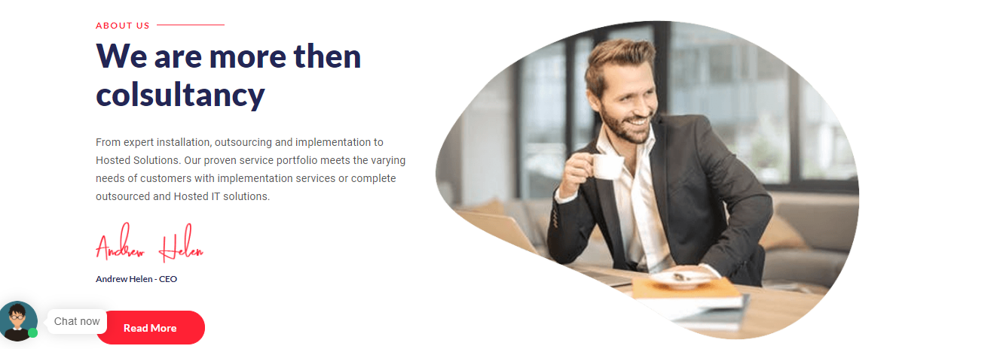 ABOUT US
We are more then
colsultancy
From expert installation, outsourcing and implementation to
Hosted Solutions. Our proven service portfolio meets the varying
needs of customers with implementation services or complete
outsourced and Hosted IT solutions.
Andrew Helen
Andrew Helen - CEO
Chat now
Read More